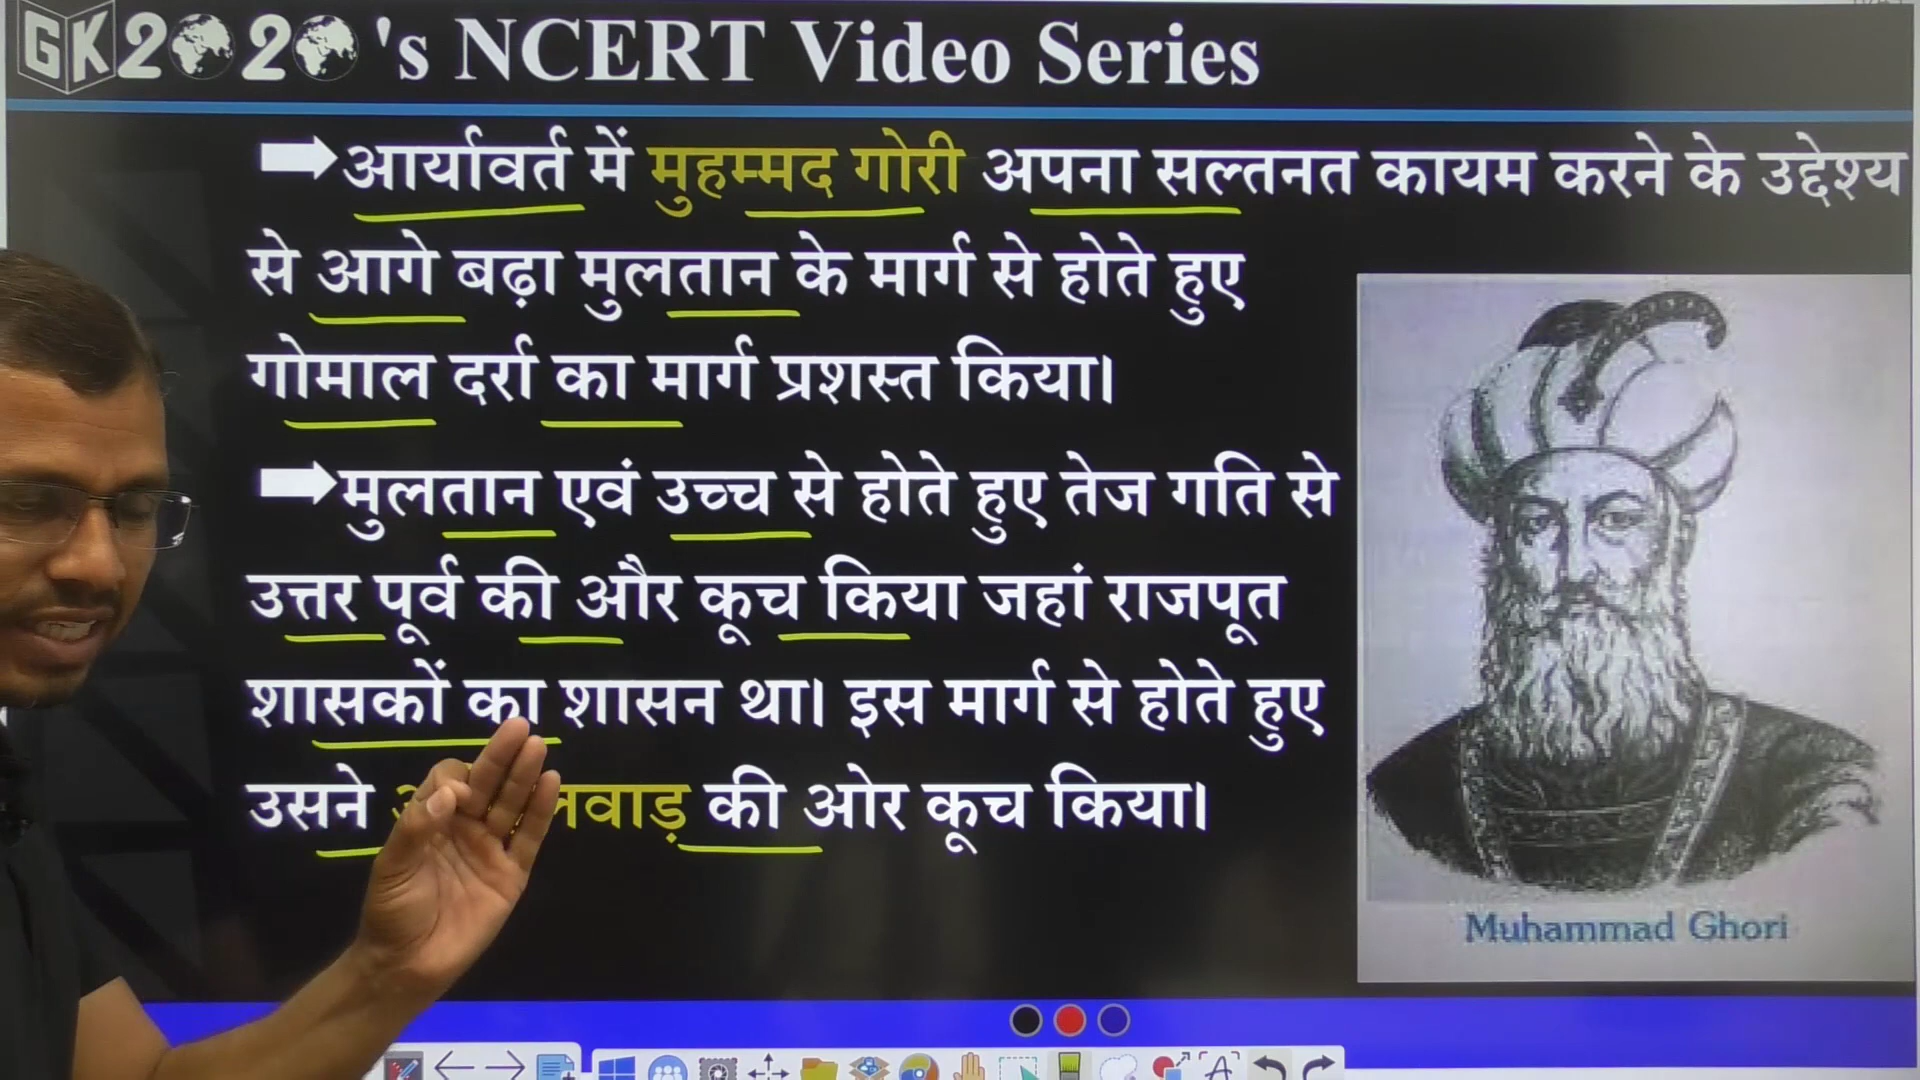 GK2020's NCERT Video Series
➡आर्यावर्त में मुहम्मद गोरी अपना सल्तनत कायम करने के उद्देश्य
से आगे बढ़ा मुलतान के मार्ग से होते हुए
गोमाल दर्रा का मार्ग प्रशस्त किया।
➡मुलतान एवं उच्च से होते हुए तेज गति से
उत्तर पूर्व की और कूच किया जहां राजपूत
शासकों का शासन था। इस मार्ग से होते हुए
उसने की ओर कूच किया।
Muhammad Ghori